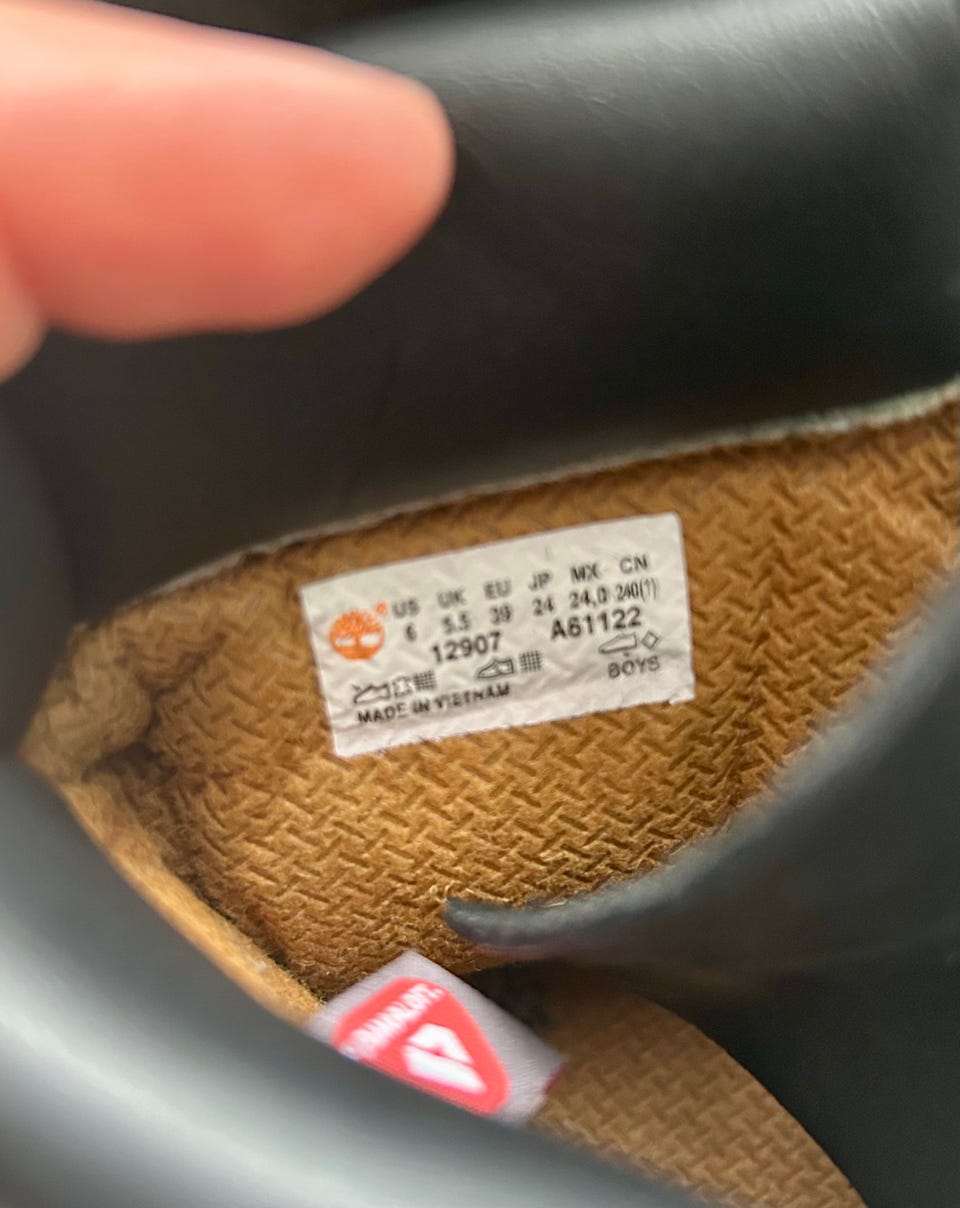 US UK EU JP MX CN
6 5.5 39 24 24,0 240(1)
12907 A61122
BOYS
MADE IN VIETNAM
PRIMALOFT